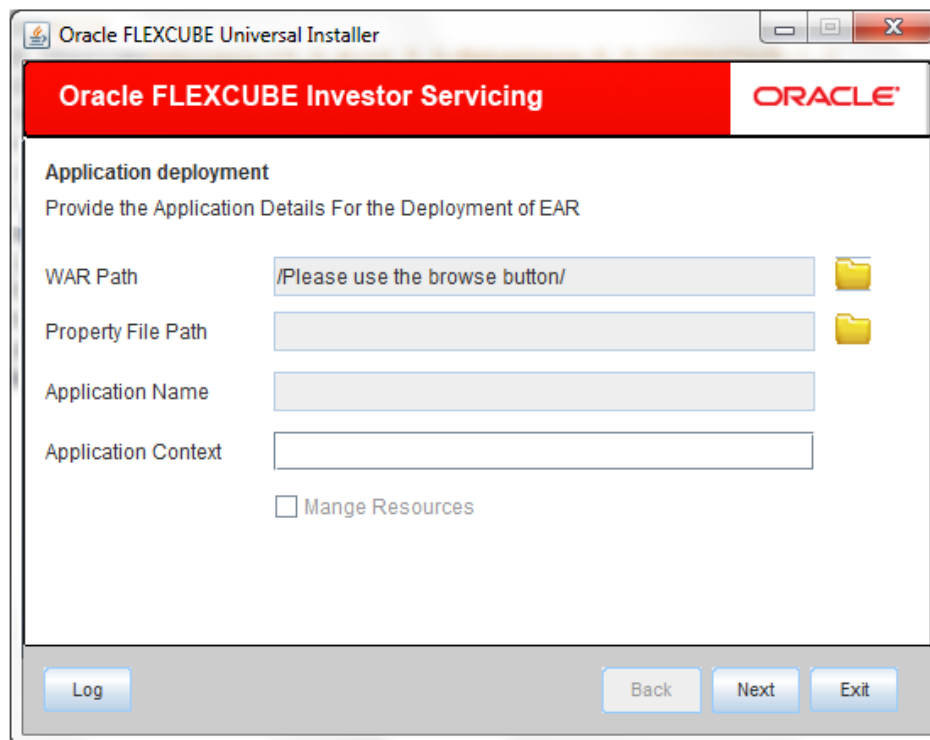 Oracle FLEXCUBE Universal Installer
Oracle FLEXCUBE Investor Servicing ORACLE
Application deployment
Provide the Application Details For the Deployment of EAR
WAR Path /Please use the browse button/
Property File Path
Application Name
Application Context
Mange Resources
Log Back Next Exit